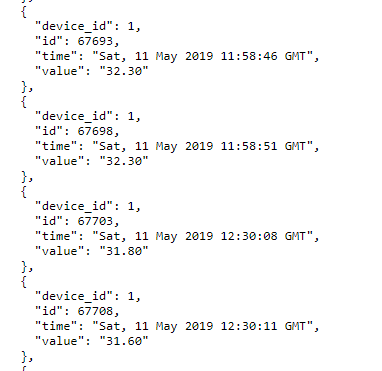 },
{
"device_id": 1,
"id": 67693,
"time": "Sat, 11 May 2019 11:58:46 GMT",
"value": "32.30"
},
{
"device_id": 1,
"id": 67698,
"time": "Sat, 11 May 2019 11:58:51 GMT",
"value": "32.30"
},
{
"device_id": 1,
"id": 67703,
"time": "Sat, 11 May 2019 12:30:08 GMT",
"value": "31.80"
},
{
"device_id": 1,
"id": 67708,
"time": "Sat, 11 May 2019 12:30:11 GMT",
"value": "31.60"
},
{